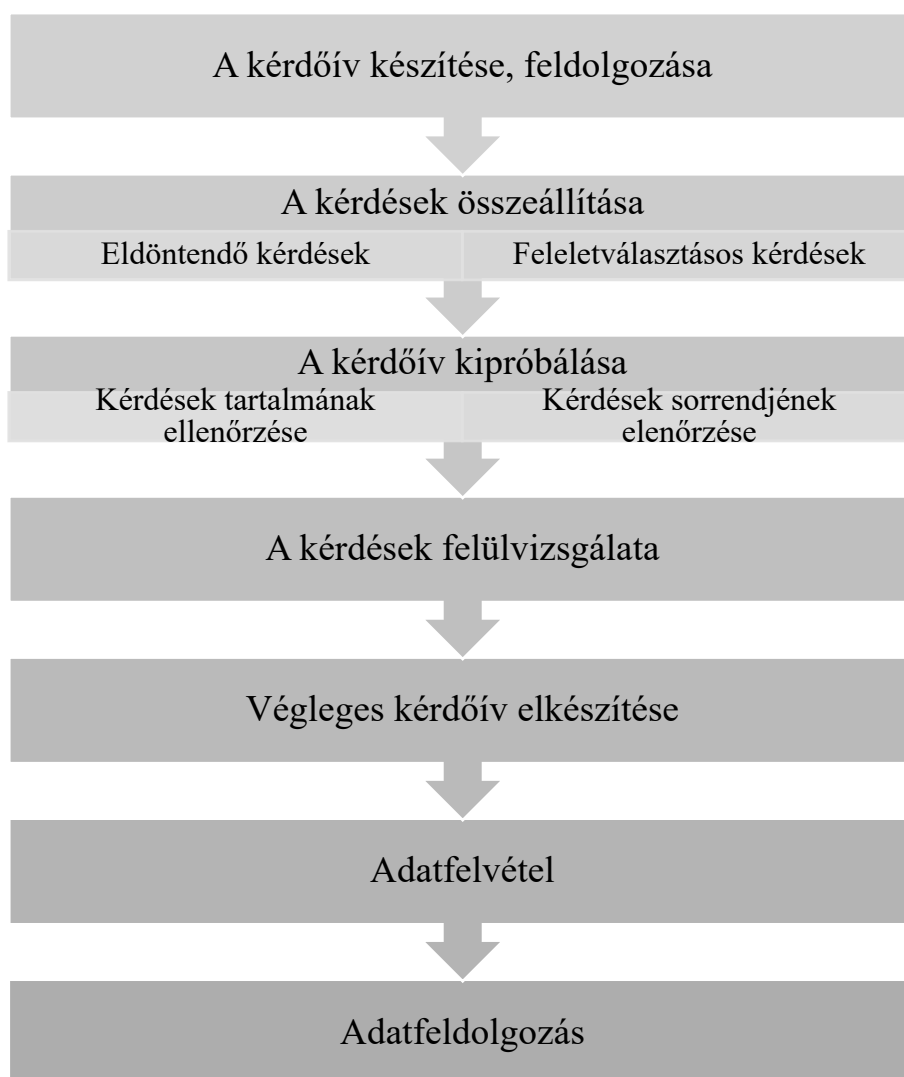 A kérdőív készítése, feldolgozása
A kérdések összeállítása
Eldöntendő kérdések
Feleletválasztásos kérdések
A kérdőív kipróbálása
Kérdések tartalmának
ellenőrzése
Kérdések sorrendjének
elenőrzése
A kérdések felülvizsgálata
Végleges kérdőív elkészítése
Adatfelvétel
Adatfeldolgozás